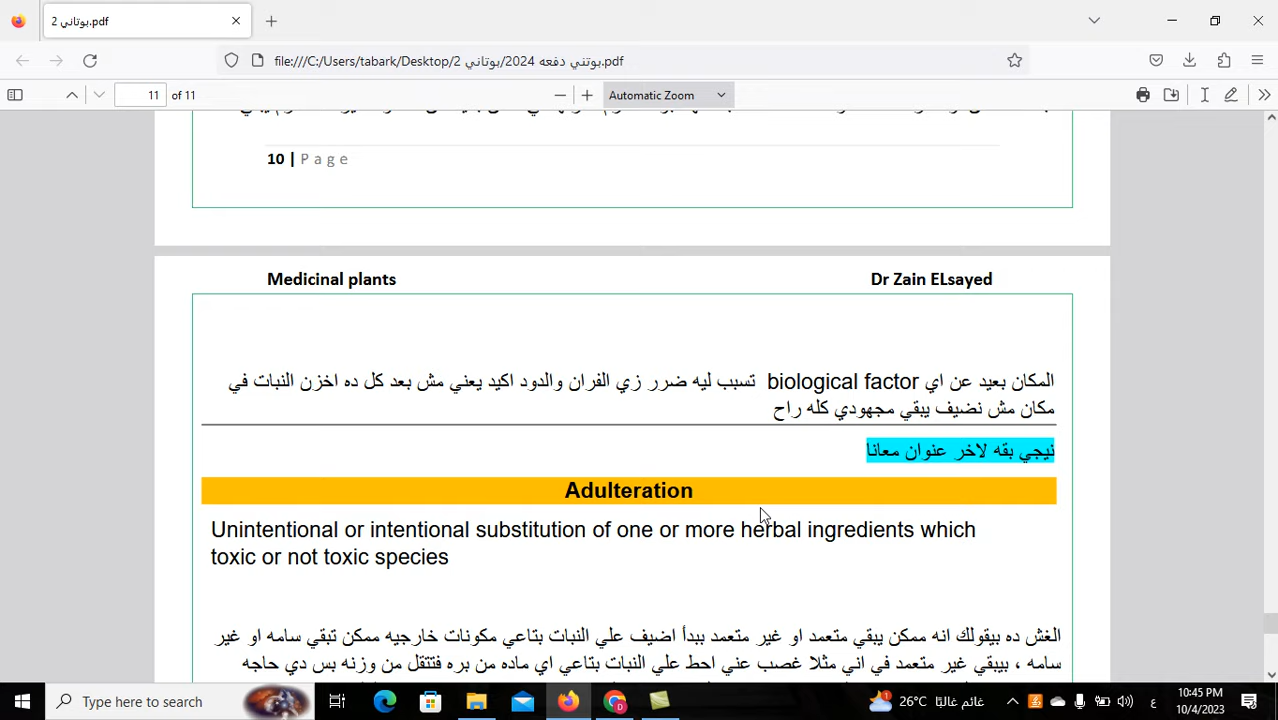 بوتاني 2.pdf
file:///C:/Users/tabark/Desktop/بوتني دفعه 2024/بوتاني 2.pdf
11 of 11
Automatic Zoom
10 | Page
Medicinal plants
Dr Zain ELsayed
المكان بعيد عن اي biological factor تسبب ليه ضرر زي الفران والدود اكيد يعني مش بعد كل ده اخزن النبات في
مكان مش نضيف يبقي مجهودي كله راح
نيجي بقه لاخر عنوان معانا
Adulteration
Unintentional or intentional substitution of one or more herbal ingredients which
toxic or not toxic species
الغش ده بيقولك انه ممكن يبقي متعمد او غير متعمد ببدأ اضيف علي النبات بتاعي مكونات خارجيه ممكن تبقي سامه او غير
سامه ، بيبقي غير متعمد في اني مثلا غصب عني احط علي النبات بتاعي اي ماده من بره فتتقل من وزنه بس دي حاجه
Type here to search
26°C غائم غالبًا
ع
10:45 PM
10/4/2023